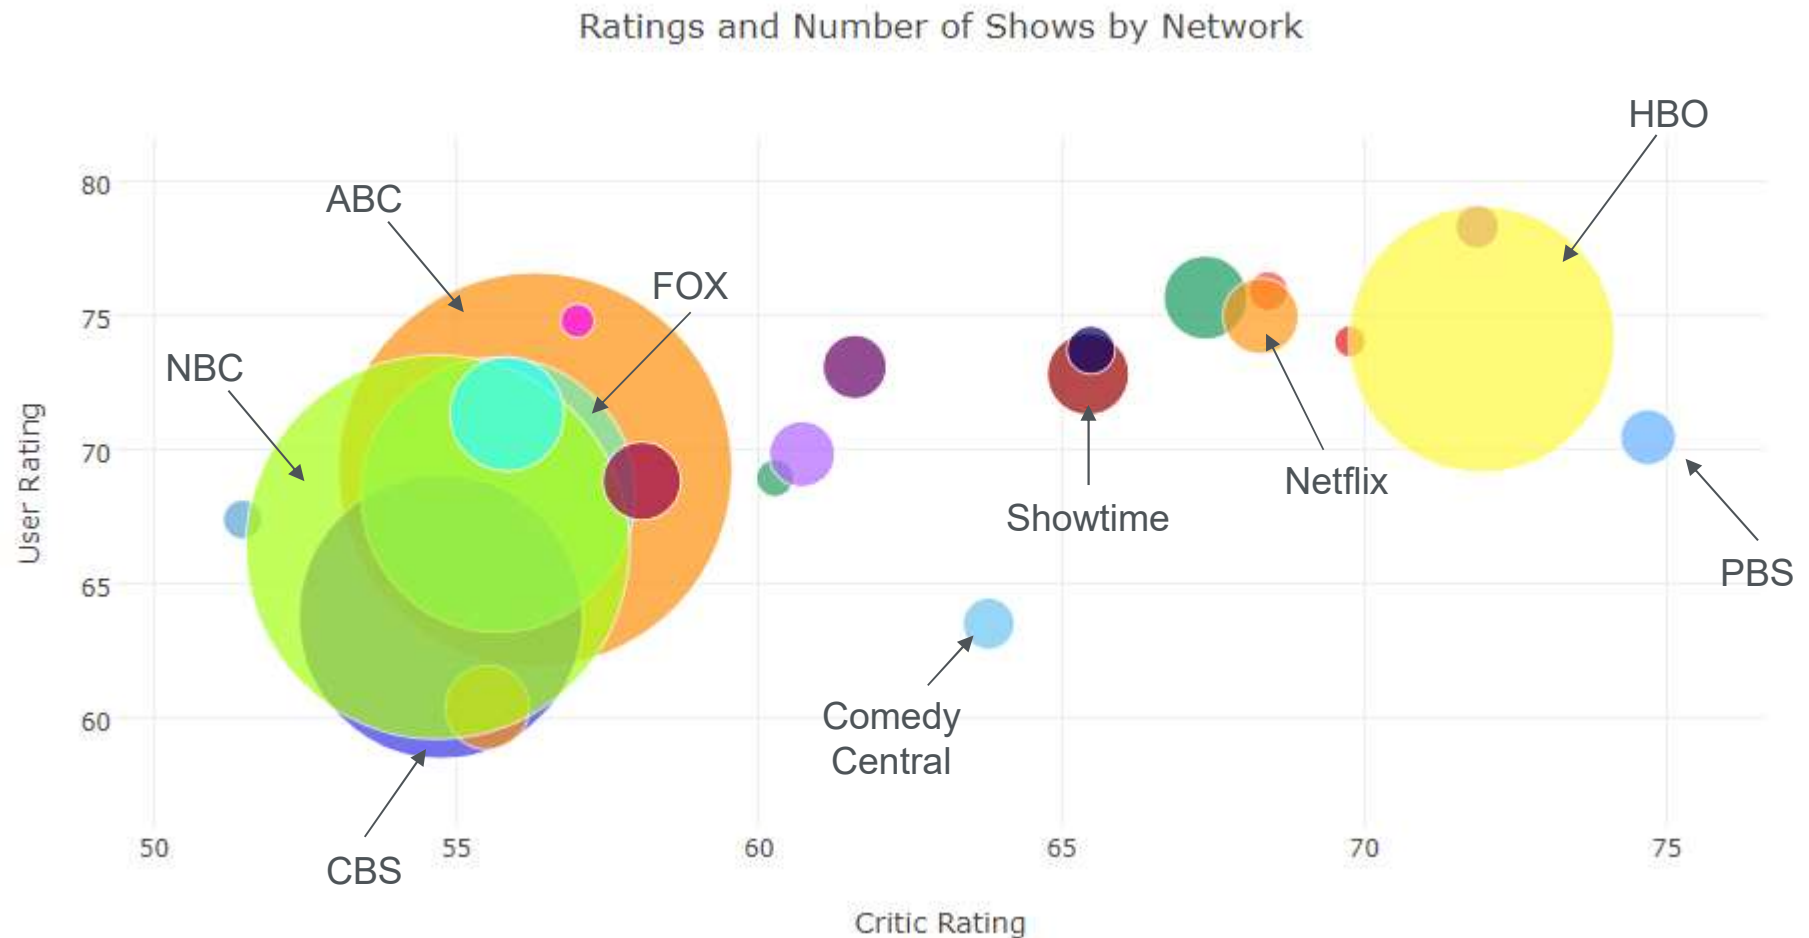 Ratings and Number of Shows by Network
HBO
ABC
FOX
NBC
Netflix
Showtime
PBS
Comedy
Central
CBS
User Rating
80
75
70
65
60
50
55
60
65
70
75
Critic Rating